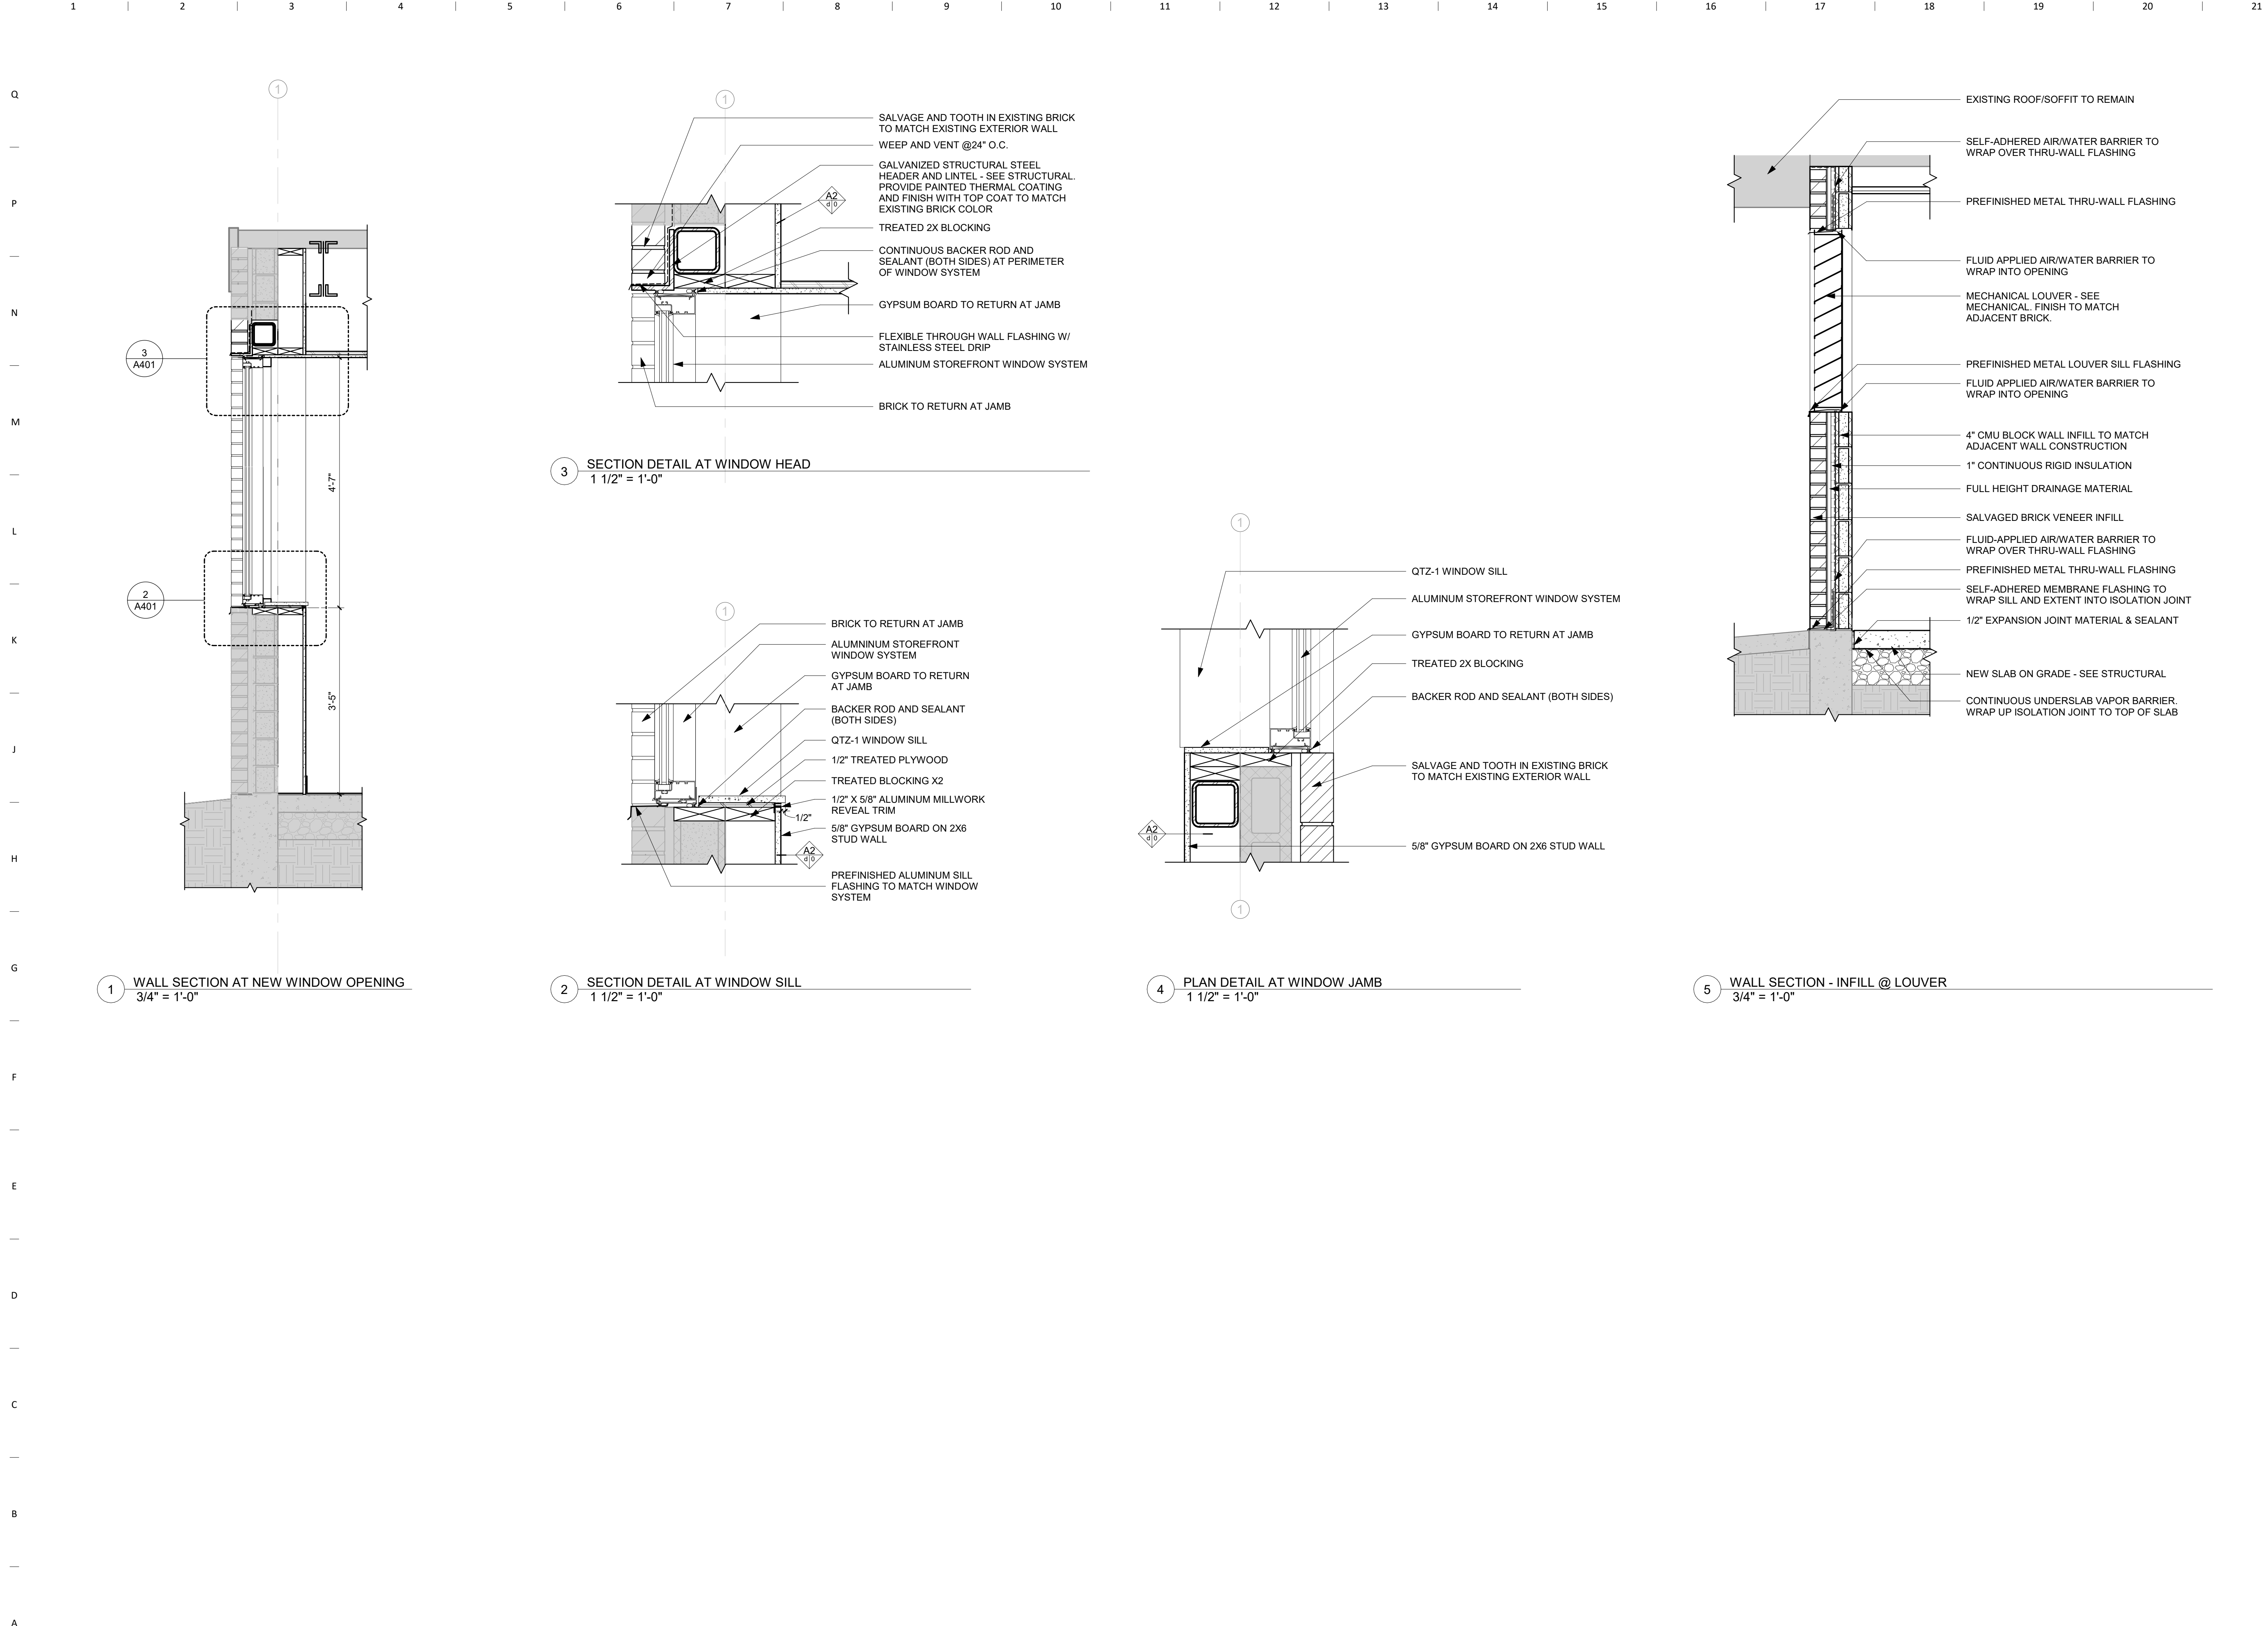 1 2 3 4 5 6 7 8 9 10 11 12 13 14 15 16 17 18 19 20 21
Q
P
N
M
L
K
J
H
G
F
E
D
C
B
A
1
3
A401
2
A401
4'-7"
3'-5"
1
WALL SECTION AT NEW WINDOW OPENING
3/4" = 1'-0"
1
SALVAGE AND TOOTH IN EXISTING BRICK
TO MATCH EXISTING EXTERIOR WALL
WEEP AND VENT @24" O.C.
GALVANIZED STRUCTURAL STEEL
HEADER AND LINTEL - SEE STRUCTURAL.
PROVIDE PAINTED THERMAL COATING
AND FINISH WITH TOP COAT TO MATCH
EXISTING BRICK COLOR
A2
d 0
TREATED 2X BLOCKING
CONTINUOUS BACKER ROD AND
SEALANT (BOTH SIDES) AT PERIMETER
OF WINDOW SYSTEM
GYPSUM BOARD TO RETURN AT JAMB
FLEXIBLE THROUGH WALL FLASHING W/
STAINLESS STEEL DRIP
ALUMINUM STOREFRONT WINDOW SYSTEM
BRICK TO RETURN AT JAMB
3
SECTION DETAIL AT WINDOW HEAD
1 1/2" = 1'-0"
1
BRICK TO RETURN AT JAMB
ALUMNINUM STOREFRONT
WINDOW SYSTEM
GYPSUM BOARD TO RETURN
AT JAMB
BACKER ROD AND SEALANT
(BOTH SIDES)
QTZ-1 WINDOW SILL
1/2" TREATED PLYWOOD
TREATED BLOCKING X2
1/2" X 5/8" ALUMINUM MILLWORK
REVEAL TRIM
1/2"
5/8" GYPSUM BOARD ON 2X6
STUD WALL
A2
d 0
PREFINISHED ALUMINUM SILL
FLASHING TO MATCH WINDOW
SYSTEM
2
SECTION DETAIL AT WINDOW SILL
1 1/2" = 1'-0"
1
QTZ-1 WINDOW SILL
ALUMINUM STOREFRONT WINDOW SYSTEM
GYPSUM BOARD TO RETURN AT JAMB
TREATED 2X BLOCKING
BACKER ROD AND SEALANT (BOTH SIDES)
SALVAGE AND TOOTH IN EXISTING BRICK
TO MATCH EXISTING EXTERIOR WALL
A2
d 0
5/8" GYPSUM BOARD ON 2X6 STUD WALL
1
4
PLAN DETAIL AT WINDOW JAMB
1 1/2" = 1'-0"
EXISTING ROOF/SOFFIT TO REMAIN
SELF-ADHERED AIR/WATER BARRIER TO
WRAP OVER THRU-WALL FLASHING
PREFINISHED METAL THRU-WALL FLASHING
FLUID APPLIED AIR/WATER BARRIER TO
WRAP INTO OPENING
MECHANICAL LOUVER - SEE
MECHANICAL. FINISH TO MATCH
ADJACENT BRICK.
PREFINISHED METAL LOUVER SILL FLASHING
FLUID APPLIED AIR/WATER BARRIER TO
WRAP INTO OPENING
4" CMU BLOCK WALL INFILL TO MATCH
ADJACENT WALL CONSTRUCTION
1" CONTINUOUS RIGID INSULATION
FULL HEIGHT DRAINAGE MATERIAL
SALVAGED BRICK VENEER INFILL
FLUID-APPLIED AIR/WATER BARRIER TO
WRAP OVER THRU-WALL FLASHING
PREFINISHED METAL THRU-WALL FLASHING
SELF-ADHERED MEMBRANE FLASHING TO
WRAP SILL AND EXTENT INTO ISOLATION JOINT
1/2" EXPANSION JOINT MATERIAL & SEALANT
NEW SLAB ON GRADE - SEE STRUCTURAL
CONTINUOUS UNDERSLAB VAPOR BARRIER.
WRAP UP ISOLATION JOINT TO TOP OF SLAB
5
WALL SECTION - INFILL @ LOUVER
3/4" = 1'-0"